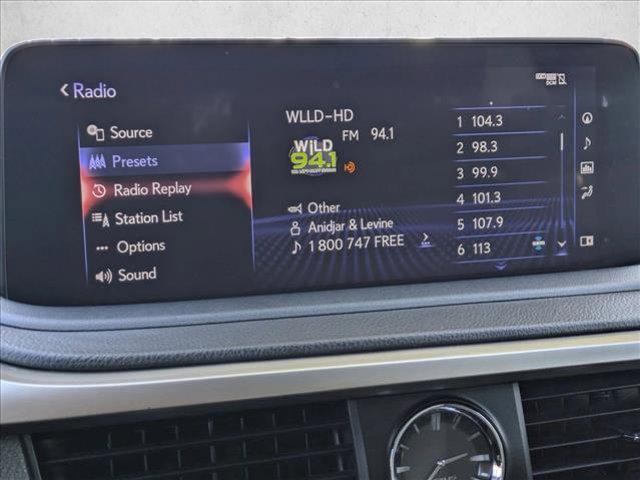 Radio
Source
Presets
Radio Replay
Station List
Options
Sound
WLLD-HD
FM 94.1
WiLD
94.1
Other
Anidjar & Levine
1 800 747 FREE
1 104.3
2 98.3
3 99.9
4 101.3
5 107.9
6 113
DCM